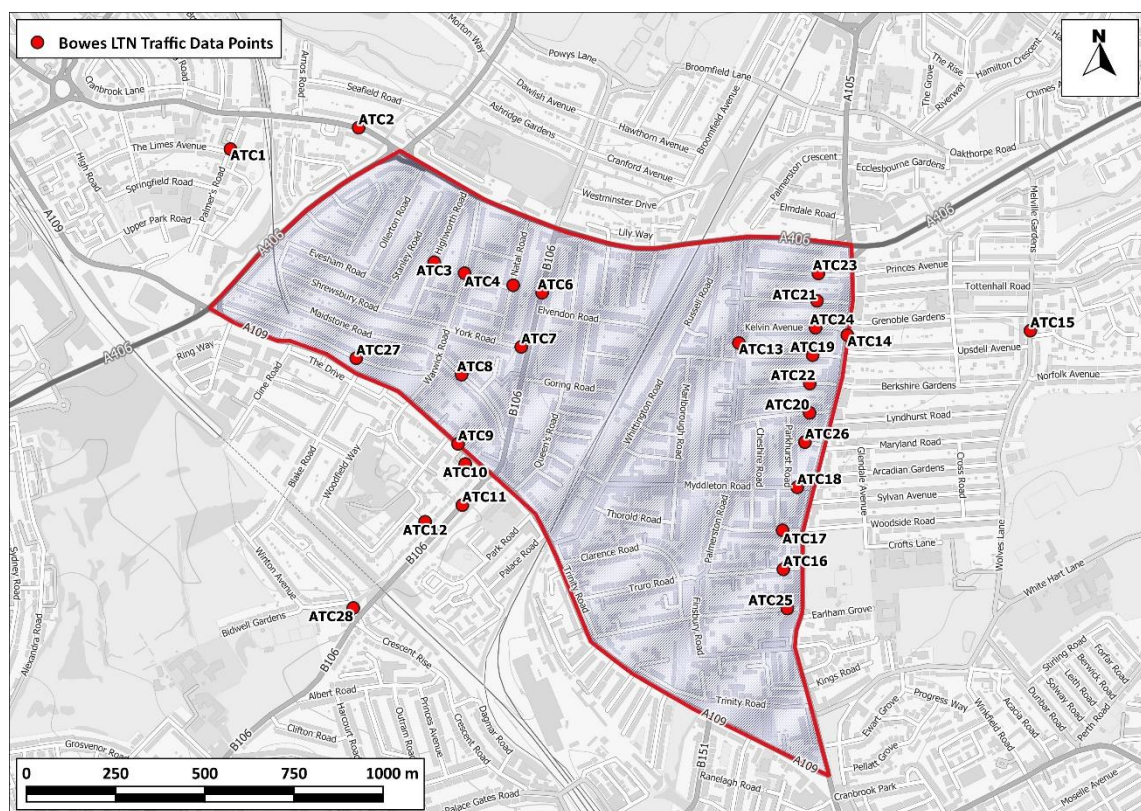 Bowes LTN Traffic Data Points
N
Morton Way
Powys Lane
Broomfield Lane
A105
The Grove
The Rise
Riverway
Hamilton Crescent
Chimes Avenue
Cranbrook Lane
Arnos Road
Seafield Road
Dawlish Avenue
Ashridge Gardens
Hawthorn Avenue
Broomfield Avenue
ATC2
The Limes Avenue
ATC1
Cranford Avenue
Palmerston Crescent
Ecclesbourne Gardens
Oakthorpe Road
High Road
Springfield Road
Palmer's Road
Westminster Drive
Elmdale Road
Melville Gardens
A109
Upper Park Road
Ollerton Road
Stanley Road
Highworth Road
Lily Way
A406
A406
A406
Evesham Road
ATC3
ATC4
Natal Road
B106
ATC6
ATC23
Princes Avenue
Shrewsbury Road
Russell Road
ATC21
Tottenhall Road
Elvendon Road
Maidstone Road
Kelvin Avenue
ATC24
Grenoble Gardens
A109
York Road
ATC7
ATC13
ATC14
ATC15
Ring Way
ATC19
Upsdell Avenue
A406
The Drive
ATC27
Warwick Road
ATC8
Cline Road
ATC22
Norfolk Avenue
Goring Road
Berkshire Gardens
B106
Whittington Road
Marlborough Road
ATC20
Lyndhurst Road
Queen's Road
ATC9
Parkhurst Road
ATC26
Maryland Road
Blake Road
Woodfield Way
ATC10
Cheshire Road
Glendale Avenue
Arcadian Gardens
Cross Road
Myddleton Road
ATC18
Sylvan Avenue
ATC11
ATC12
Thorold Road
Palmerston Road
ATC17
Woodside Road
Wolves Lane
B106
Park Road
Palace Road
Crofts Lane
Clarence Road
Sydney Road
Winton Avenue
Trinity Road
Truro Road
ATC16
White Hart Lane
ATC28
Finsbury Road
ATC25
Earlham Grove
Bidwell Gardens
Alexandra Road
Crescent Rise
Stirling Road
Forfar Road
Berwick Road
Leith Road
Solway Road
Dunbar Road
Perth Road
Kings Road
B106
Albert Road
Progress Way
Trinity Road
Harcourt Road
Outram Road
Princes Avenue
Crescent Road
Dagmar Road
A109
Ewart Grove
Winkfield Road
Acacia Road
Clifton Road
B106
Grosvenor Road
B151
A109
Pellatt Grove
Moselle Avenue
Ranelagh Road
Cranbrook Park
Palace Gates Road
0 250 500 750 1000 m